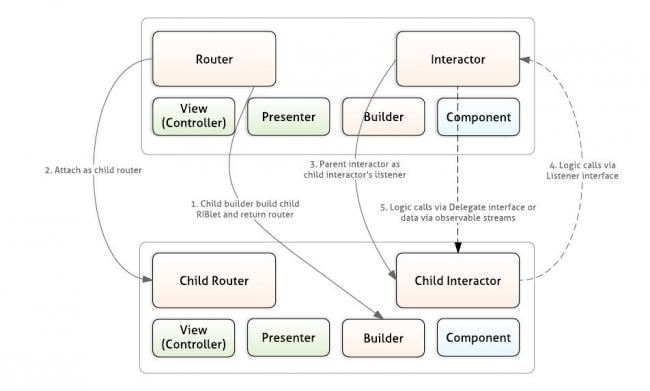 Router
Interactor
View
(Controller)
Presenter
Builder
Component
2. Attach as child router
3. Parent interactor as
child interactor's listener
4. Logic calls via
Listener interface
1. Child builder build child
RIBlet and return router
5. Logic calls via Delegate interface or
data via observable streams
Child Router
Child Interactor
View
(Controller)
Presenter
Builder
Component